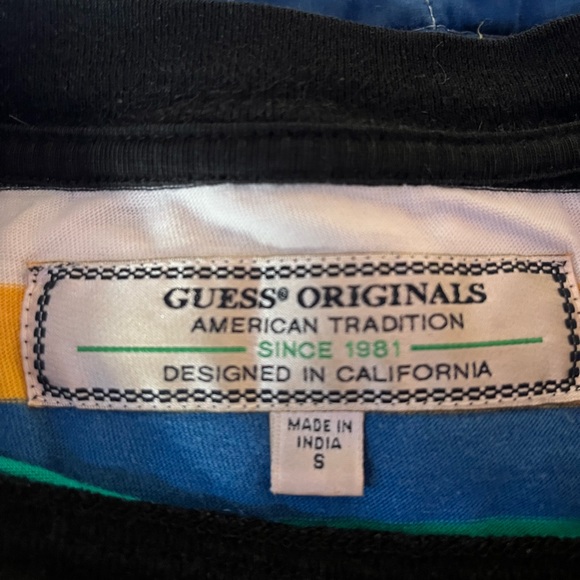 GUESS® ORIGINALS
AMERICAN TRADITION
SINCE 1981
DESIGNED IN CALIFORNIA
MADE IN
INDIA
S